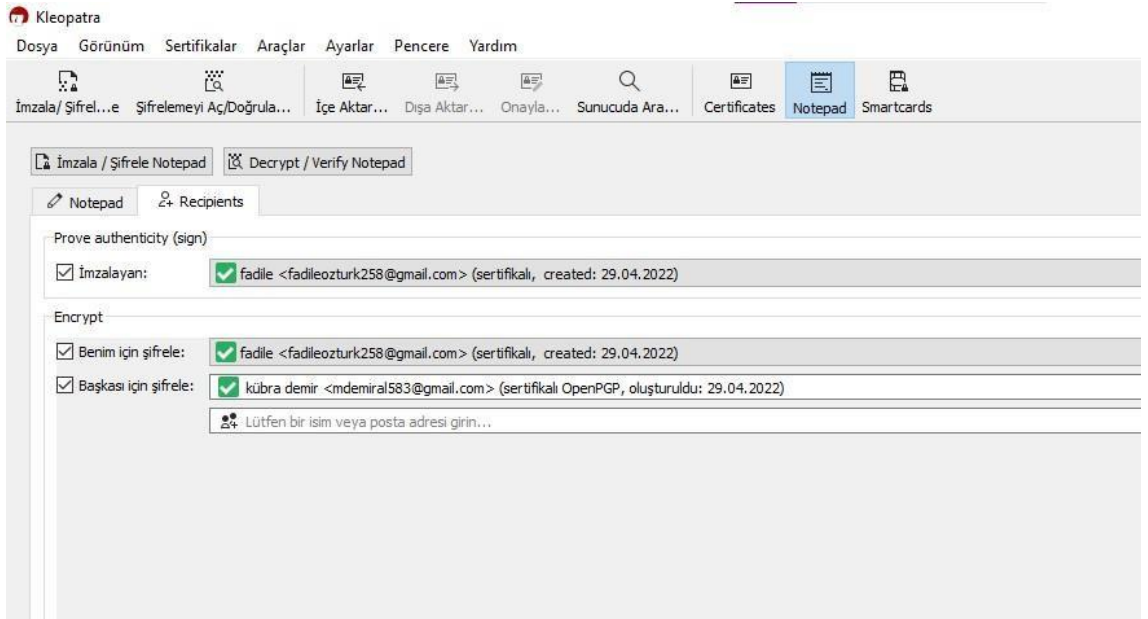 Kleopatra
Dosya Görünüm Sertifikalar Araçlar Ayarlar Pencere Yardım
İmzala/ Şifrel...e Şifrelemeyi Aç/Doğrula... İçe Aktar... Dışa Aktar... Onayla... Sunucuda Ara... Certificates Notepad Smartcards
İmzala / Şifrele Notepad Decrypt / Verify Notepad
Notepad Recipients
Prove authenticity (sign)
İmzalayan: fadile <fadileozturk258@gmail.com> (sertifikalı, created: 29.04.2022)
Encrypt
Benim için şifrele: fadile <fadileozturk258@gmail.com> (sertifikalı, created: 29.04.2022)
Başkası için şifrele: kübra demir <mdemiral583@gmail.com> (sertifikalı OpenPGP, oluşturuldu: 29.04.2022)
Lütfen bir isim veya posta adresi girin...